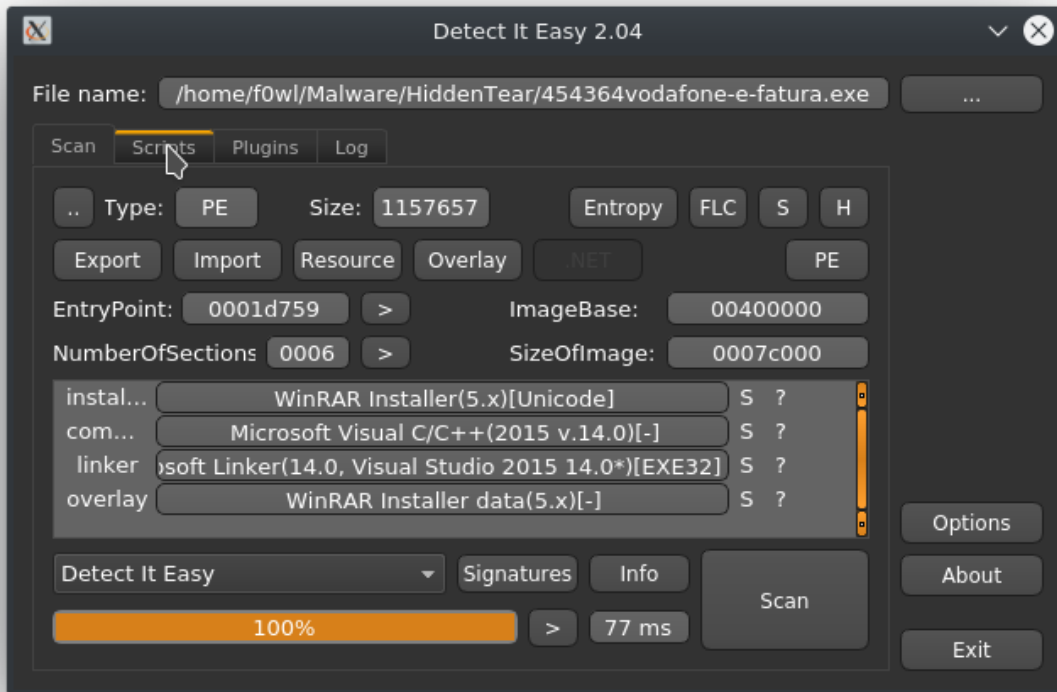 Detect It Easy 2.04
File name: /home/f0wl/Malware/HiddenTear/454364vodafone-e-fatura.exe ...
Scan Scripts Plugins Log
.. Type: PE Size: 1157657 Entropy FLC S H
Export Import Resource Overlay .NET PE
EntryPoint: 0001d759 > ImageBase: 00400000
NumberOfSections 0006 > SizeOfImage: 0007c000
instal... WinRAR Installer(5.x)[Unicode] S ?
com... Microsoft Visual C/C++(2015 v.14.0)[-] S ?
linker osoft Linker(14.0, Visual Studio 2015 14.0*)[EXE32] S ?
overlay WinRAR Installer data(5.x)[-] S ?
Options
Detect It Easy Signatures Info Scan About
100% > 77 ms
Exit